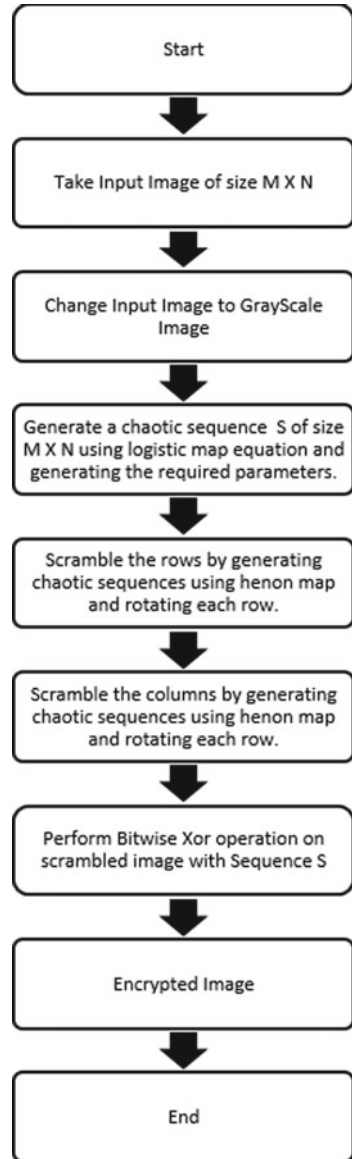 Start
Take Input Image of size M X N
Change Input Image to GrayScale
Image
Generate a chaotic sequence S of size
M X N using logistic map equation and
generating the required parameters.
Scramble the rows by generating
chaotic sequences using henon map
and rotating each row.
Scramble the columns by generating
chaotic sequences using henon map
and rotating each row.
Perform Bitwise Xor operation on
scrambled image with Sequence S
Encrypted Image
End